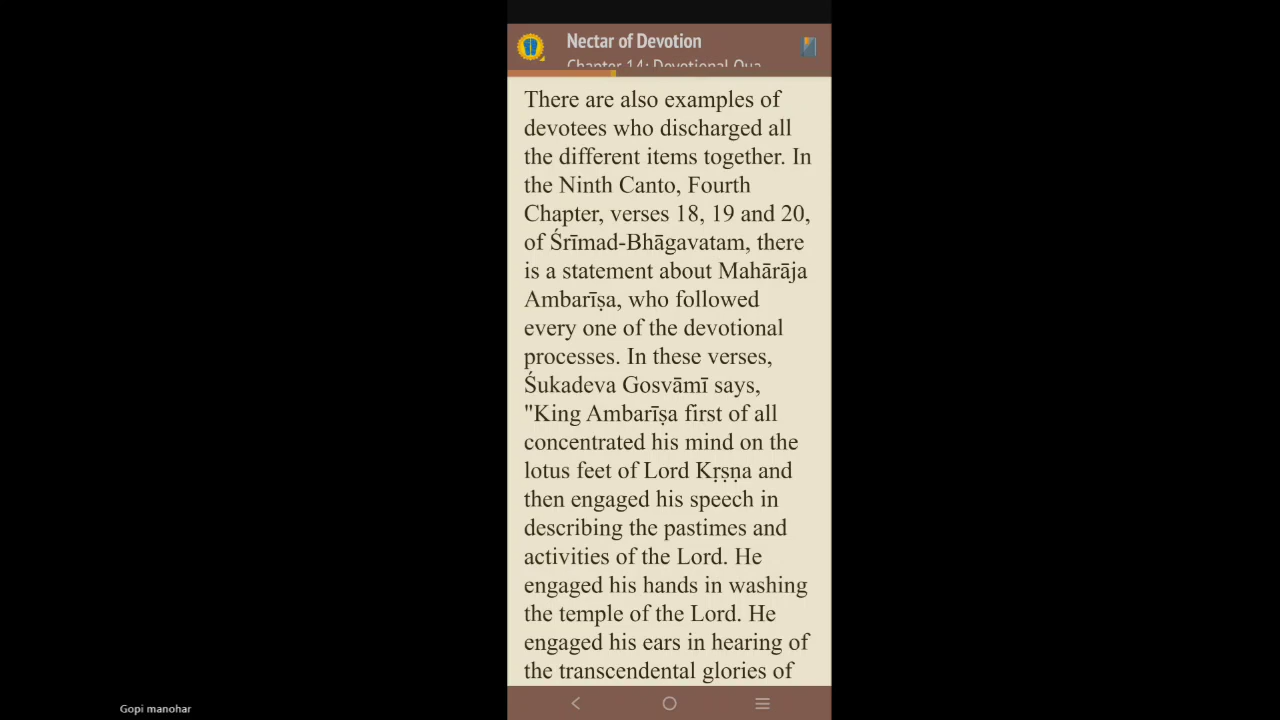 Nectar of Devotion
Chapter 14: Devotional Qua
There are also examples of
devotees who discharged all
the different items together. In
the Ninth Canto, Fourth
Chapter, verses 18, 19 and 20,
of Śrīmad-Bhāgavatam, there
is a statement about Mahārāja
Ambarīṣa, who followed
every one of the devotional
processes. In these verses,
Śukadeva Gosvāmī says,
"King Ambarīṣa first of all
concentrated his mind on the
lotus feet of Lord Kṛṣṇa and
then engaged his speech in
describing the pastimes and
activities of the Lord. He
engaged his hands in washing
the temple of the Lord. He
engaged his ears in hearing of
the transcendental glories of
Gopi manohar